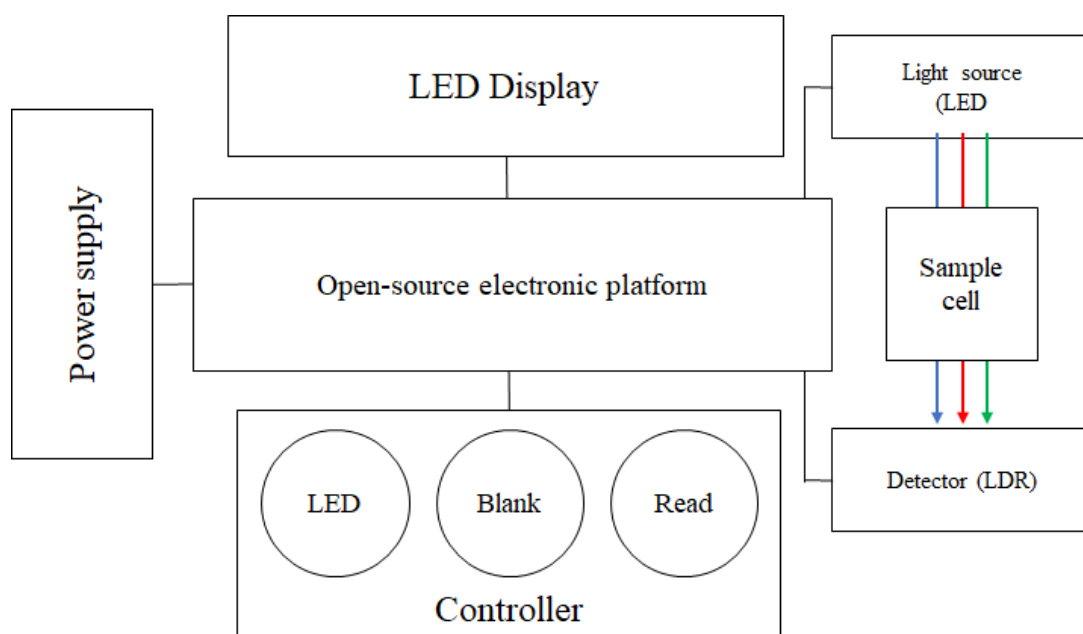 LED Display
Light source
(LED
Power supply
Open-source electronic platform
Sample
cell
LED
Blank
Read
Detector (LDR)
Controller